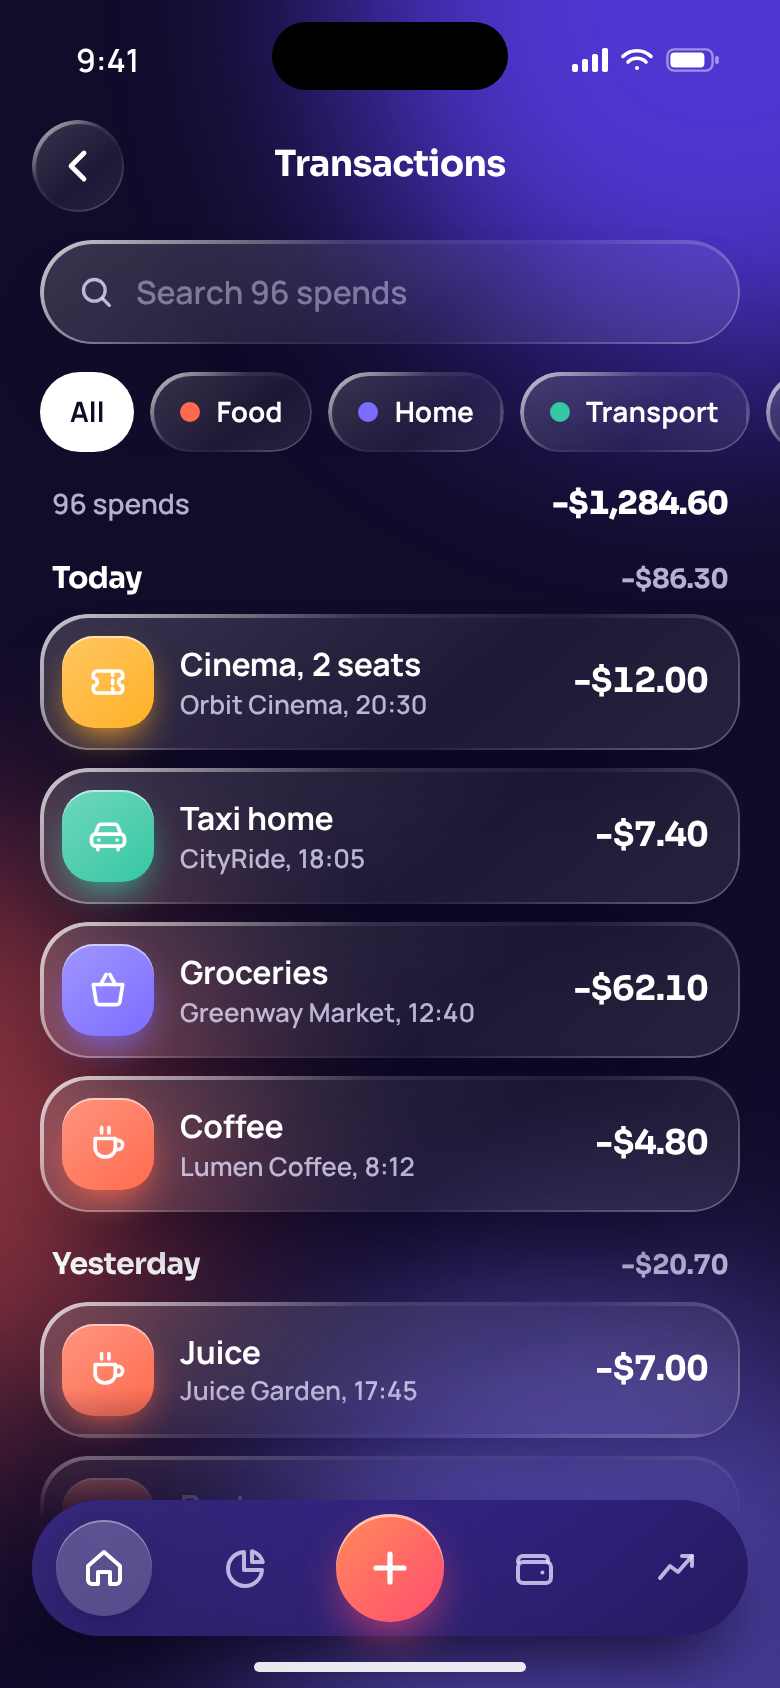 9:41
Transactions
Search 96 spends
All
Food
Home
Transport
96 spends
-$1,284.60
Today
-$86.30
Cinema, 2 seats
Orbit Cinema, 20:30
-$12.00
Taxi home
CityRide, 18:05
-$7.40
Groceries
Greenway Market, 12:40
-$62.10
Coffee
Lumen Coffee, 8:12
-$4.80
Yesterday
-$20.70
Juice
Juice Garden, 17:45
-$7.00